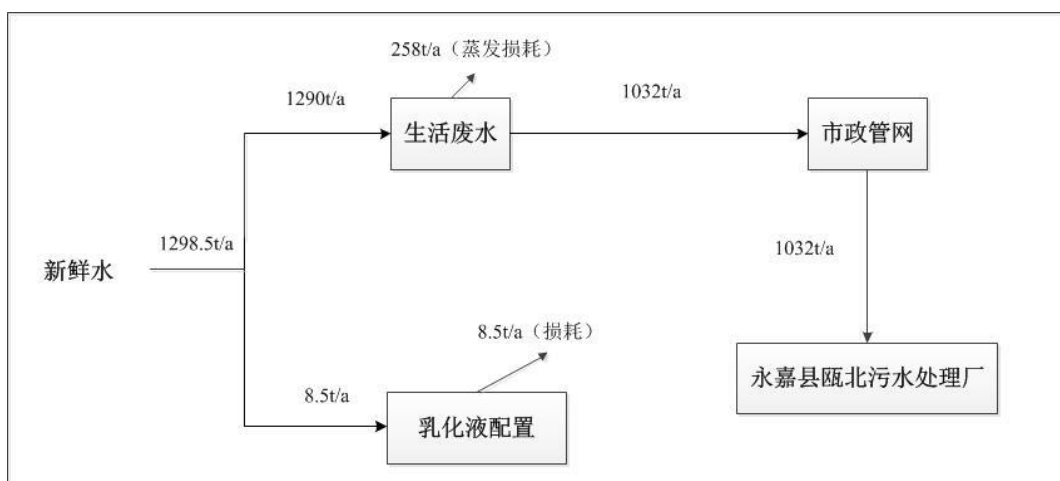 258t/a（蒸发损耗）
1290t/a
1032t/a
生活废水
市政管网
1298.5t/a
新鲜水
1032t/a
8.5t/a（损耗）
永嘉县瓯北污水处理厂
8.5t/a
乳化液配置